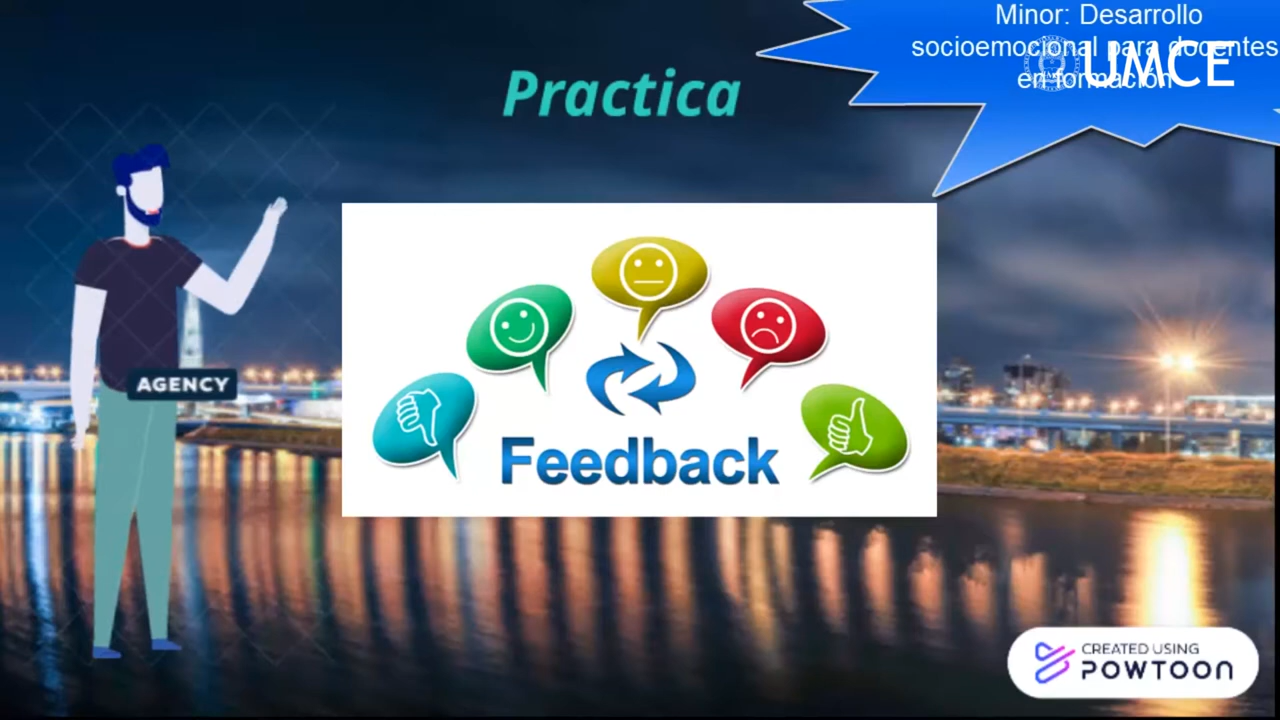 Minor: Desarrollo
socioemocional para docentes
en formación
UMCE
Practica
AGENCY
Feedback
CREATED USING
POWTOON